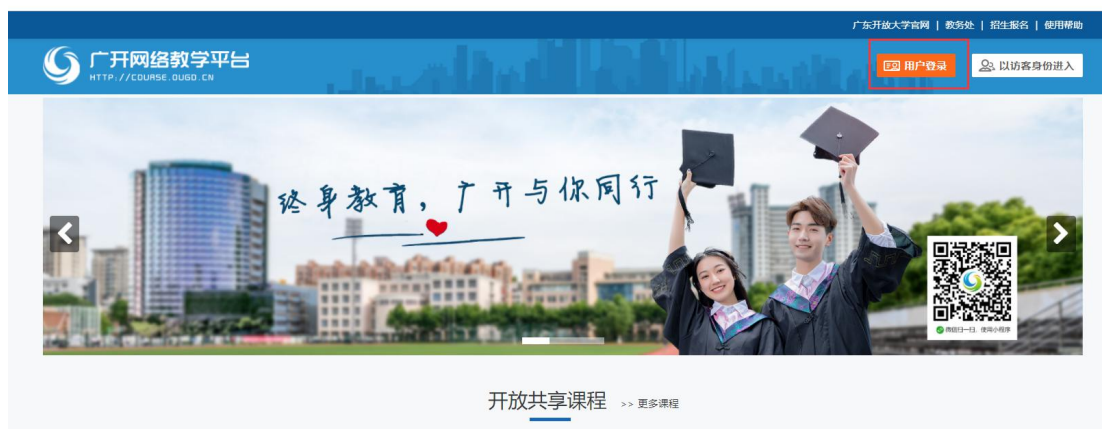 广东开放大学官网 | 教务处 | 招生报名 | 使用帮助
广开网络教学平台
HTTP://COURSE.OUGD.CN
用户登录
以访客身份进入
终身教育，广开与你同行
微信扫一扫，使用小程序
开放共享课程 >> 更多课程